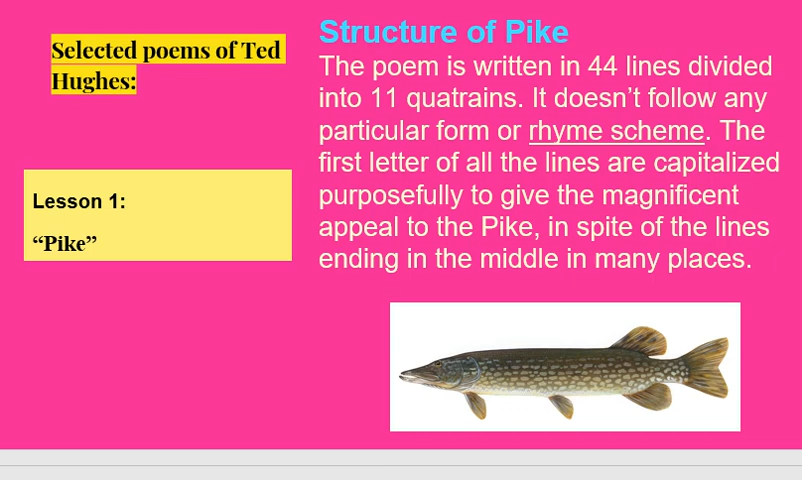 Selected poems of Ted
Hughes:
Lesson 1:
“Pike”
Structure of Pike
The poem is written in 44 lines divided
into 11 quatrains. It doesn’t follow any
particular form or rhyme scheme. The
first letter of all the lines are capitalized
purposefully to give the magnificent
appeal to the Pike, in spite of the lines
ending in the middle in many places.